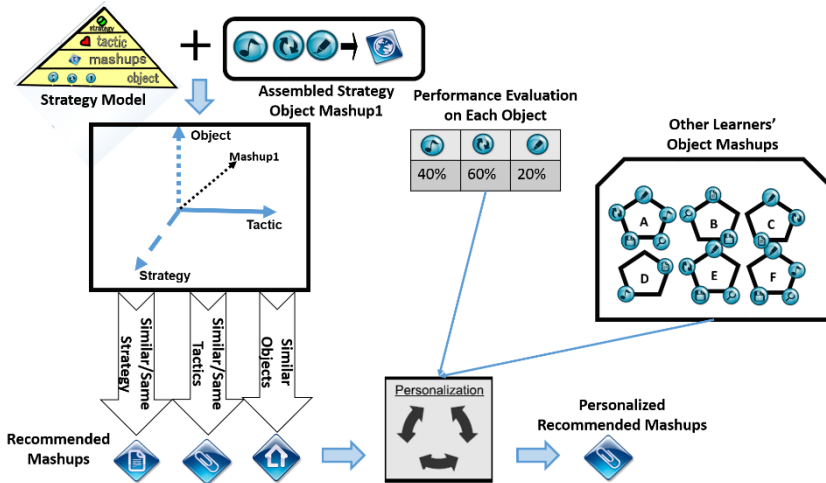 strategy
tactic
mashups
object
Strategy Model
Assembled Strategy
Object Mashup1
Object
Mashup1
Tactic
Strategy
Performance Evaluation
on Each Object
40% 60% 20%
Other Learners'
Object Mashups
A B C
D E F
Similar/Same
Strategy
Similar/Same
Tactics
Similar
Objects
Recommended
Mashups
Personalization
Personalized
Recommended Mashups